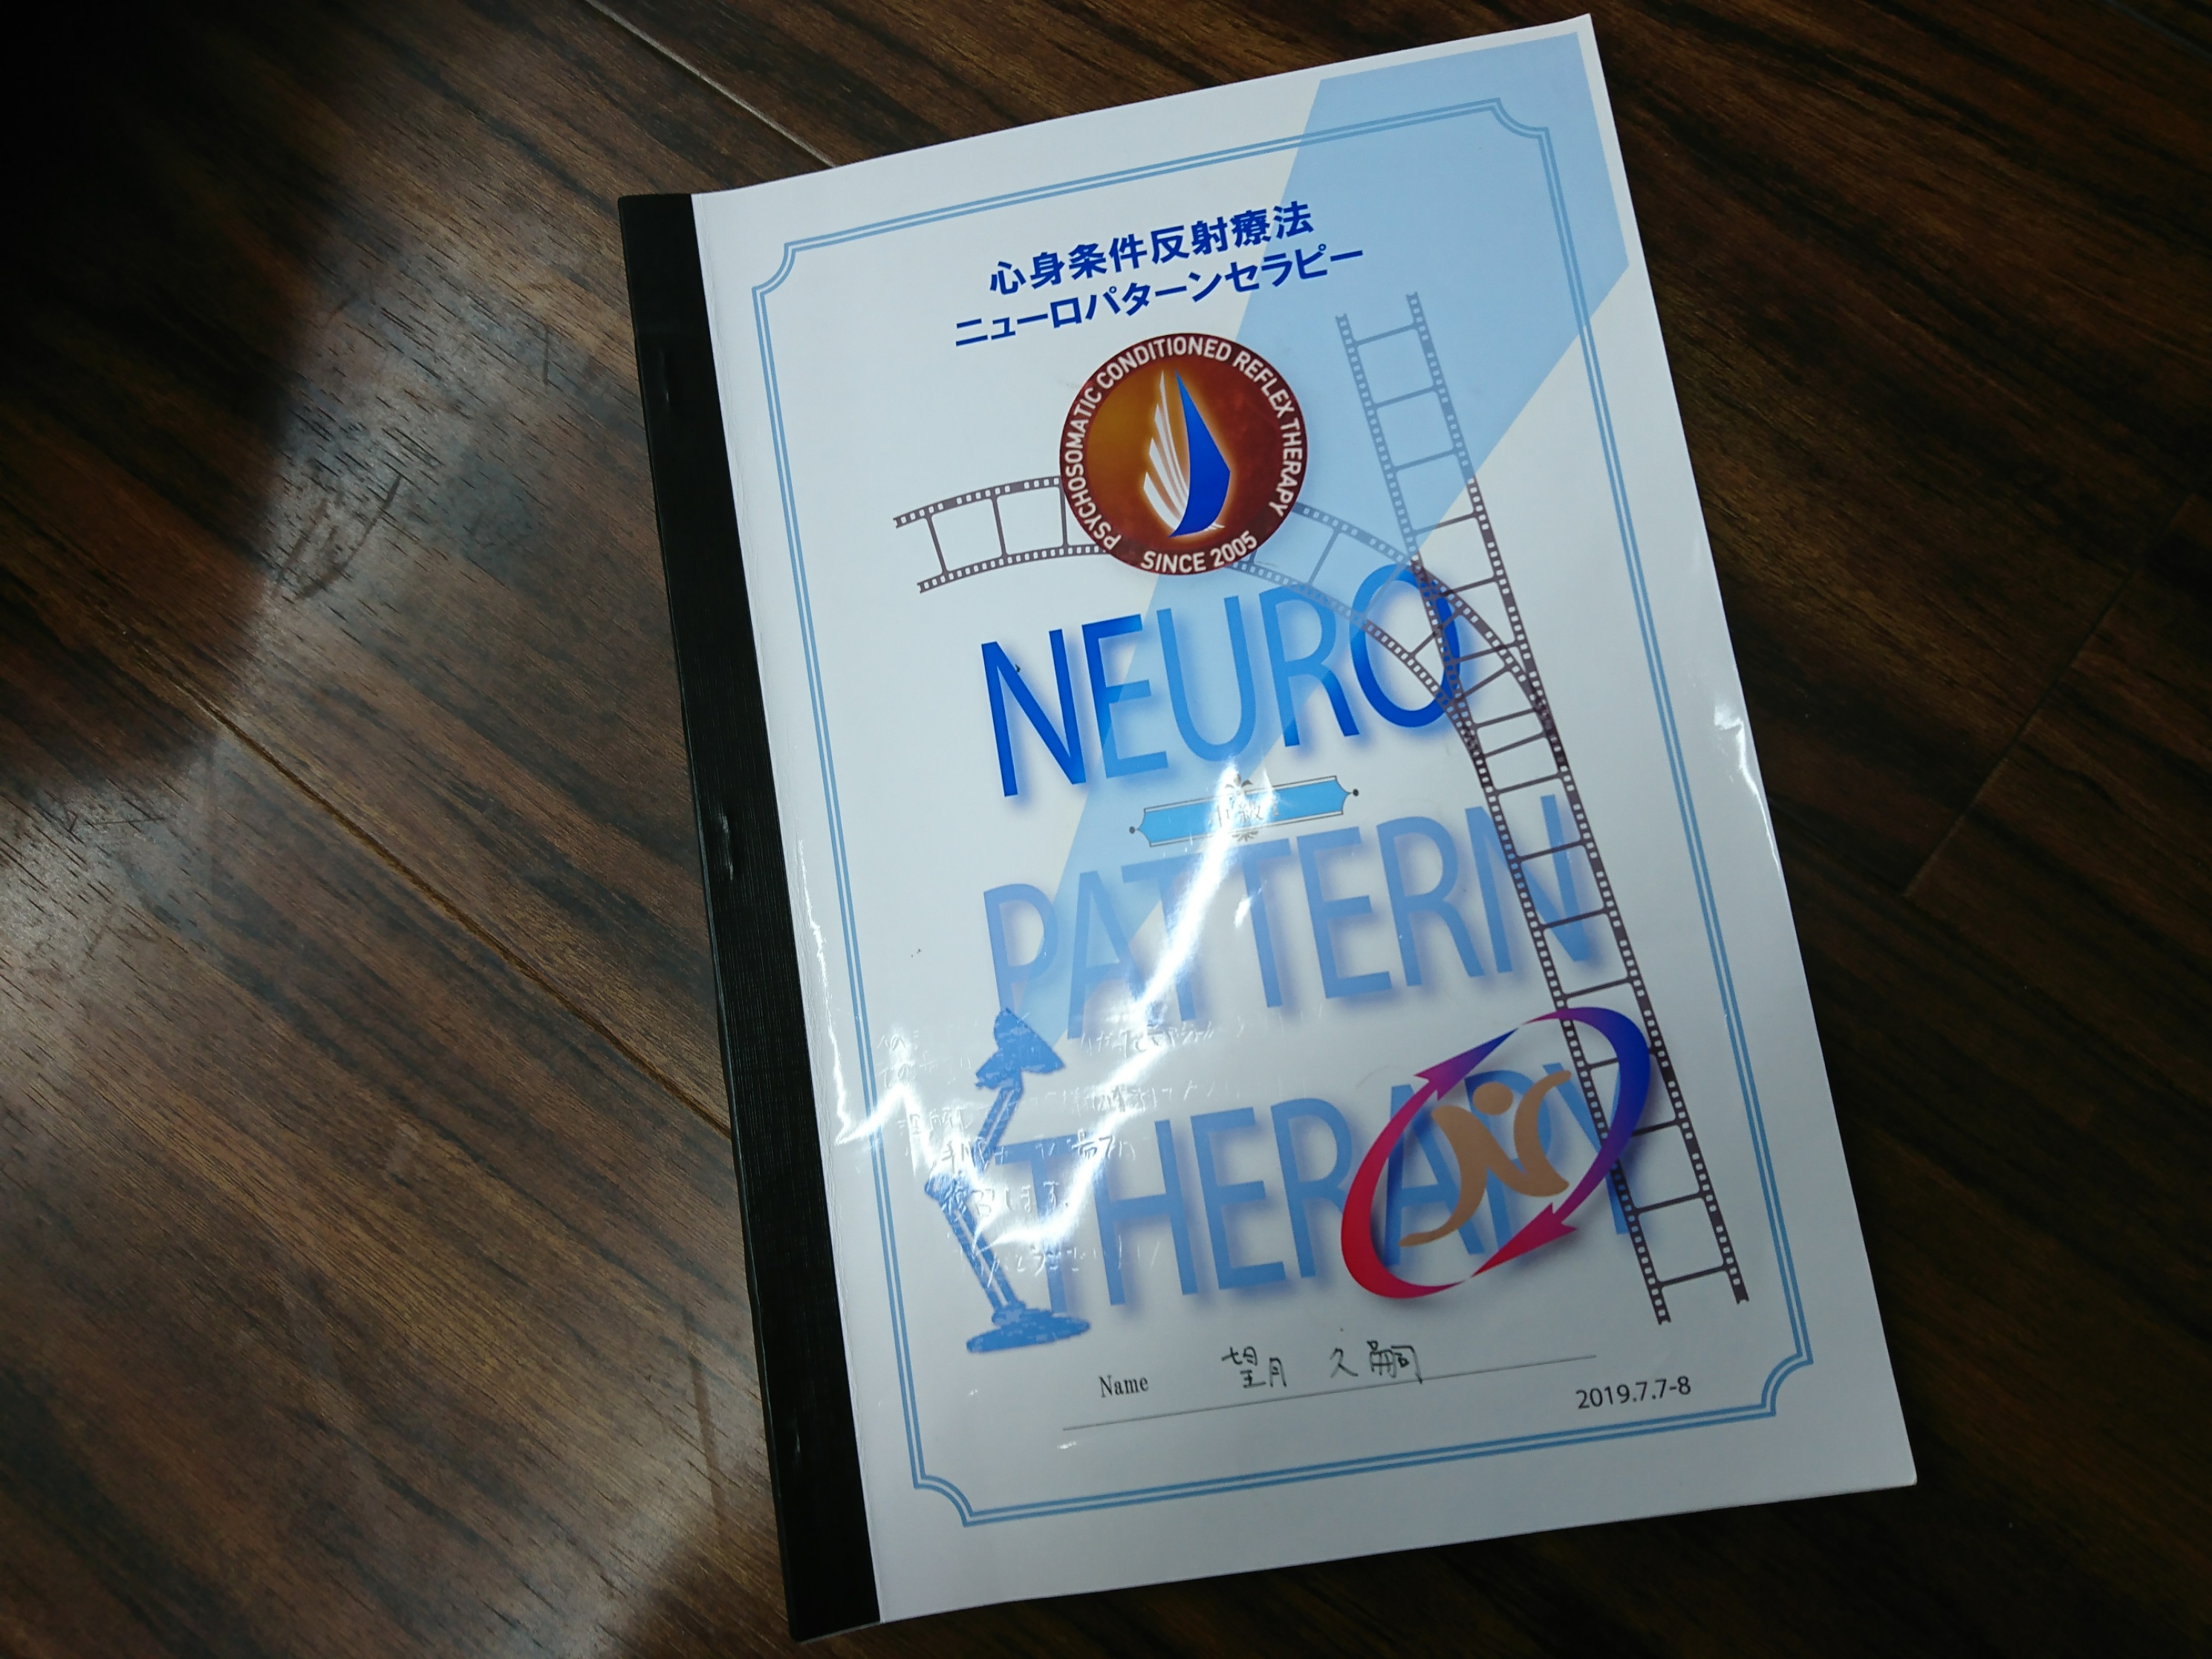 心身条件反射療法
ニューロパターンセラピー
PSYCHOSOMATIC CONDITIONED REFLEX THERAPY
SINCE 2005
NEURO
PATTERN
THERAPY
Name 望月 久嗣
2019.7.7-8